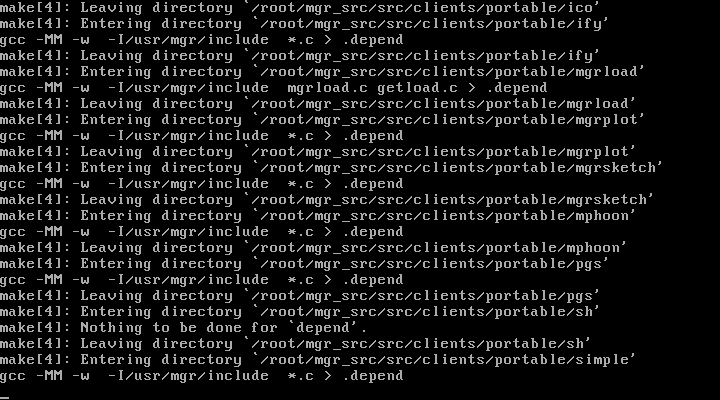 make[4]: Leaving directory `/root/mgr_src/src/clients/portable/ico'
make[4]: Entering directory `/root/mgr_src/src/clients/portable/ify'
gcc -MM -w  -I/usr/mgr/include  *.c > .depend
make[4]: Leaving directory `/root/mgr_src/src/clients/portable/ify'
make[4]: Entering directory `/root/mgr_src/src/clients/portable/mgrload'
gcc -MM -w  -I/usr/mgr/include  mgrload.c getload.c > .depend
make[4]: Leaving directory `/root/mgr_src/src/clients/portable/mgrload'
make[4]: Entering directory `/root/mgr_src/src/clients/portable/mgrplot'
gcc -MM -w  -I/usr/mgr/include  *.c > .depend
make[4]: Leaving directory `/root/mgr_src/src/clients/portable/mgrplot'
make[4]: Entering directory `/root/mgr_src/src/clients/portable/mgrsketch'
gcc -MM -w  -I/usr/mgr/include  *.c > .depend
make[4]: Leaving directory `/root/mgr_src/src/clients/portable/mgrsketch'
make[4]: Entering directory `/root/mgr_src/src/clients/portable/mphoon'
gcc -MM -w  -I/usr/mgr/include  *.c > .depend
make[4]: Leaving directory `/root/mgr_src/src/clients/portable/mphoon'
make[4]: Entering directory `/root/mgr_src/src/clients/portable/pgs'
gcc -MM -w  -I/usr/mgr/include  *.c > .depend
make[4]: Leaving directory `/root/mgr_src/src/clients/portable/pgs'
make[4]: Entering directory `/root/mgr_src/src/clients/portable/sh'
make[4]: Nothing to be done for `depend'.
make[4]: Leaving directory `/root/mgr_src/src/clients/portable/sh'
make[4]: Entering directory `/root/mgr_src/src/clients/portable/simple'
gcc -MM -w  -I/usr/mgr/include  *.c > .depend